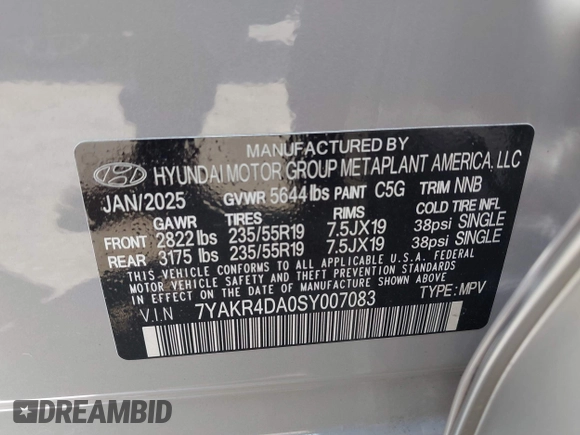 MANUFACTURED BY
HYUNDAI MOTOR GROUP METAPLANT AMERICA. LLC
JAN/2025 GVWR 5644 lbs PAINT C5G TRIM NNB
GAWR TIRES RIMS COLD TIRE INFL
FRONT 2822 lbs 235/55R19 7.5JX19 38psi SINGLE
REAR 3175 lbs 235/55R19 7.5JX19 38psi SINGLE
THIS VEHICLE CONFORMS TO ALL APPLICABLE U.S.A. FEDERAL
MOTOR VEHICLE SAFETY AND THEFT PREVENTION STANDARDS
IN EFFECT ON THE DATE OF MANUFACTURE SHOWN ABOVE.
V.I.N 7YAKR4DA0SY007083 TYPE: MPV
DREAMBID